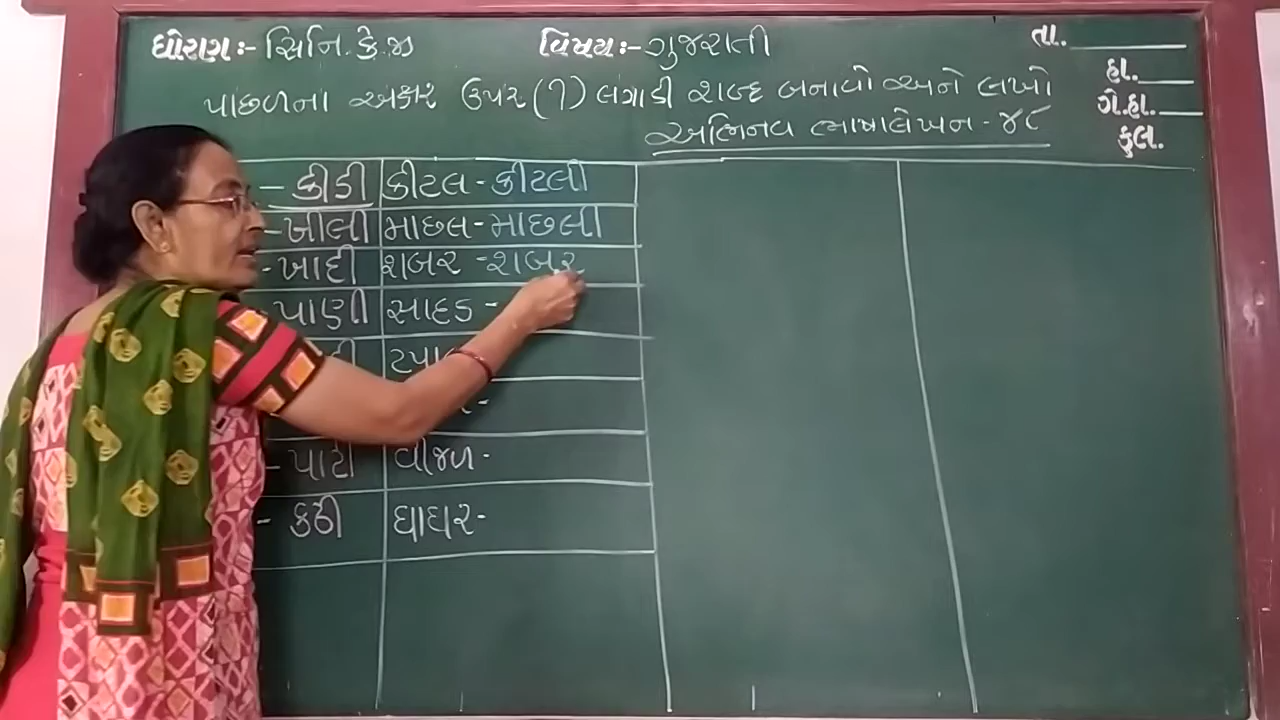 ધોરણ:- સિનિ.કે.જી વિષય:- ગુજરાતી તા.
હા.
પાછળના અક્ષર ઉપર (ી) લગાડી શબ્દ બનાવો અને લખો ગે.હા.
અભિનવ ભાષાલેખન - ૪૮ કુલ.
- કીડી કીટલ - કીટલી
- ખીલી માછલ - માછલી
- ખાદી શબર - શબર
- પાણી સાદડ -
ટપા
-
- પાટી વીજળ -
- કઠી ઘાઘર -